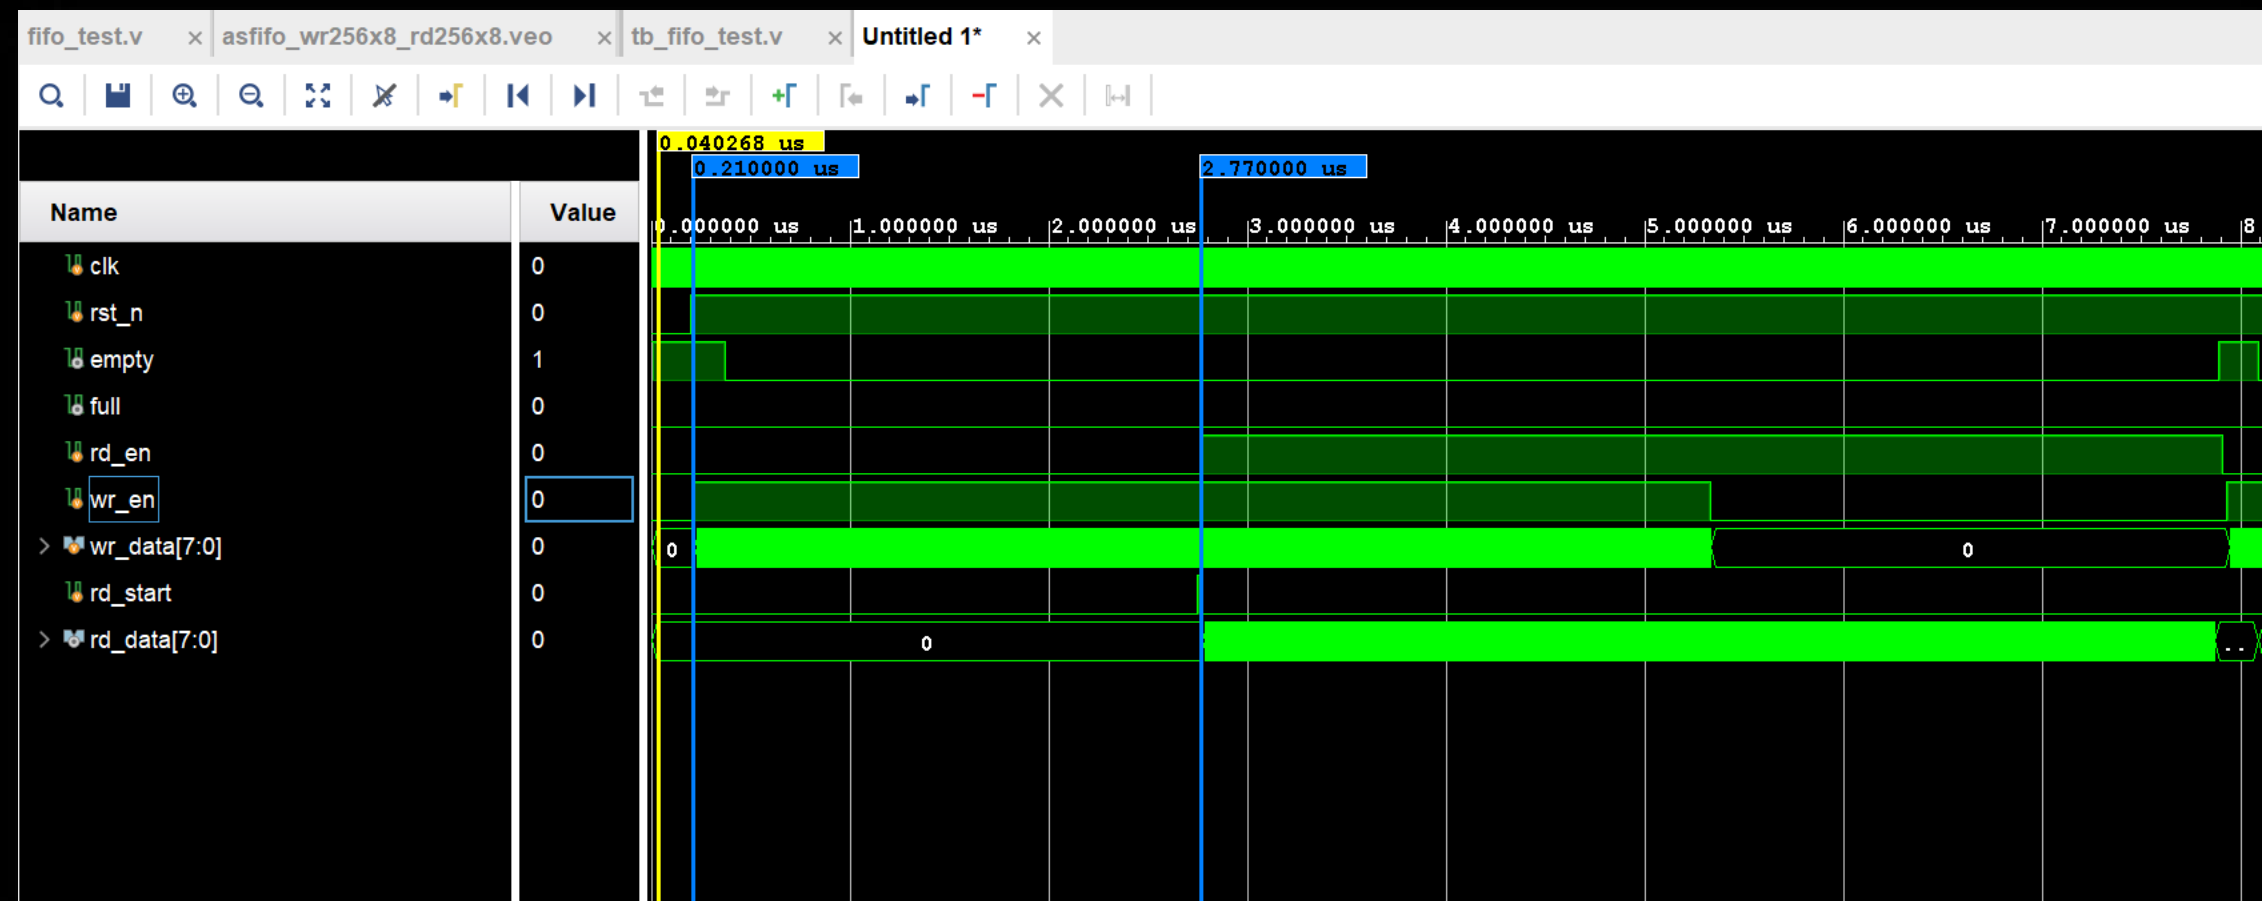 fifo_test.v × asfifo_wr256x8_rd256x8.veo × tb_fifo_test.v × Untitled 1* ×
0.040268 us
0.210000 us 2.770000 us
Name Value
0.000000 us 1.000000 us 2.000000 us 3.000000 us 4.000000 us 5.000000 us 6.000000 us 7.000000 us 8
clk 0
rst_n 0
empty 1
full 0
rd_en 0
wr_en 0
wr_data[7:0] 0 0 0
rd_start 0
rd_data[7:0] 0 0 ..